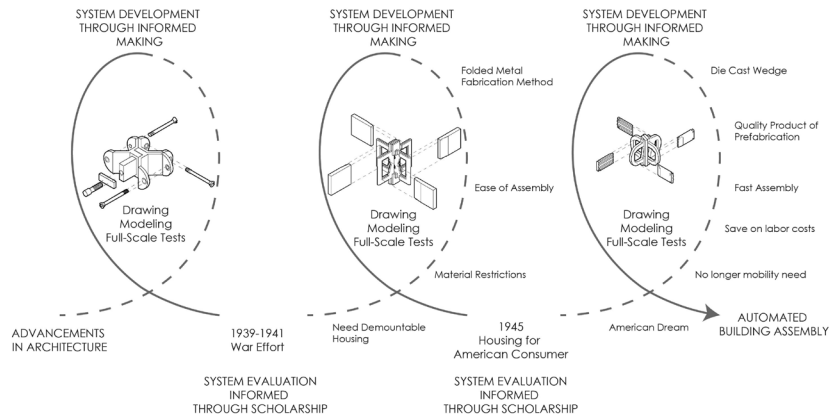 SYSTEM DEVELOPMENT
THROUGH INFORMED
MAKING
Drawing
Modeling
Full-Scale Tests
ADVANCEMENTS
IN ARCHITECTURE
1939-1941
War Effort
SYSTEM EVALUATION
INFORMED
THROUGH SCHOLARSHIP
SYSTEM DEVELOPMENT
THROUGH INFORMED
MAKING
Folded Metal
Fabrication Method
Ease of Assembly
Drawing
Modeling
Full-Scale Tests
Material Restrictions
Need Demountable
Housing
1945
Housing for
American Consumer
SYSTEM EVALUATION
INFORMED
THROUGH SCHOLARSHIP
SYSTEM DEVELOPMENT
THROUGH INFORMED
MAKING
Die Cast Wedge
Quality Product of
Prefabrication
Fast Assembly
Drawing
Modeling
Full-Scale Tests
Save on labor costs
No longer mobility need
American Dream
AUTOMATED
BUILDING ASSEMBLY